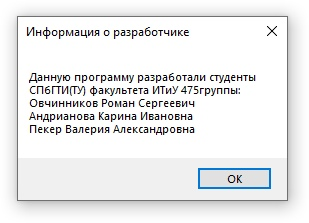 Информация о разработчике
Данную программу разработали студенты
СПбГТИ(ТУ) факультета ИТиУ 475группы:
Овчинников Роман Сергеевич
Андрианова Карина Ивановна
Пекер Валерия Александровна
OK